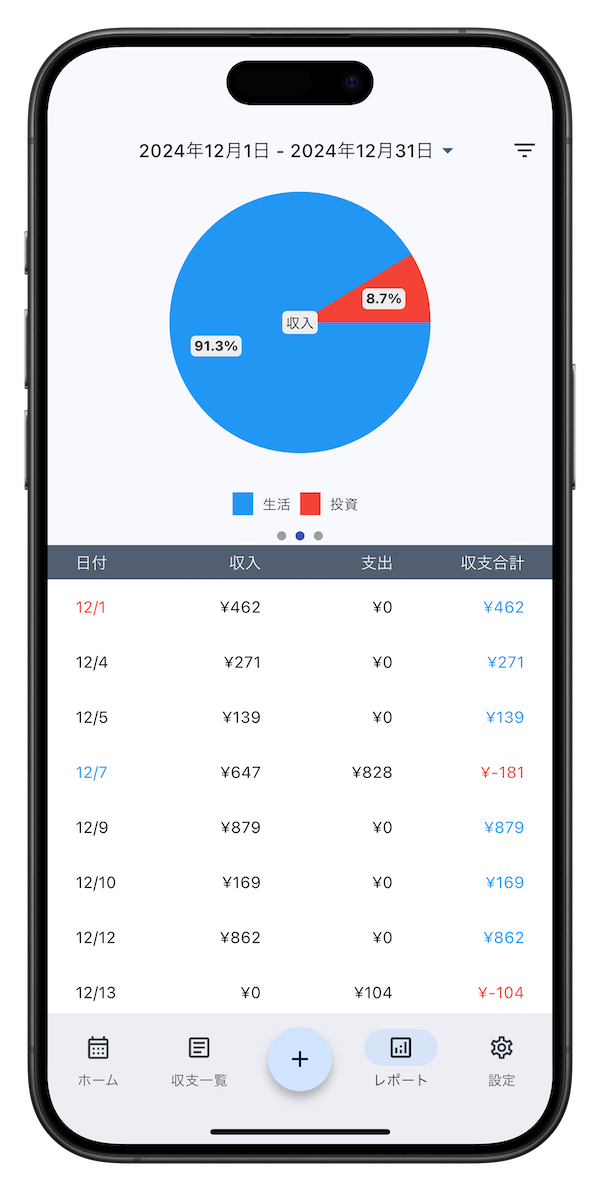 2024年12月1日 - 2024年12月31日
8.7%
収入
91.3%
生活 投資
日付 収入 支出 収支合計
12/1 ¥462 ¥0 ¥462
12/4 ¥271 ¥0 ¥271
12/5 ¥139 ¥0 ¥139
12/7 ¥647 ¥828 ¥-181
12/9 ¥879 ¥0 ¥879
12/10 ¥169 ¥0 ¥169
12/12 ¥862 ¥0 ¥862
12/13 ¥0 ¥104 ¥-104
ホーム 収支一覧 + レポート 設定